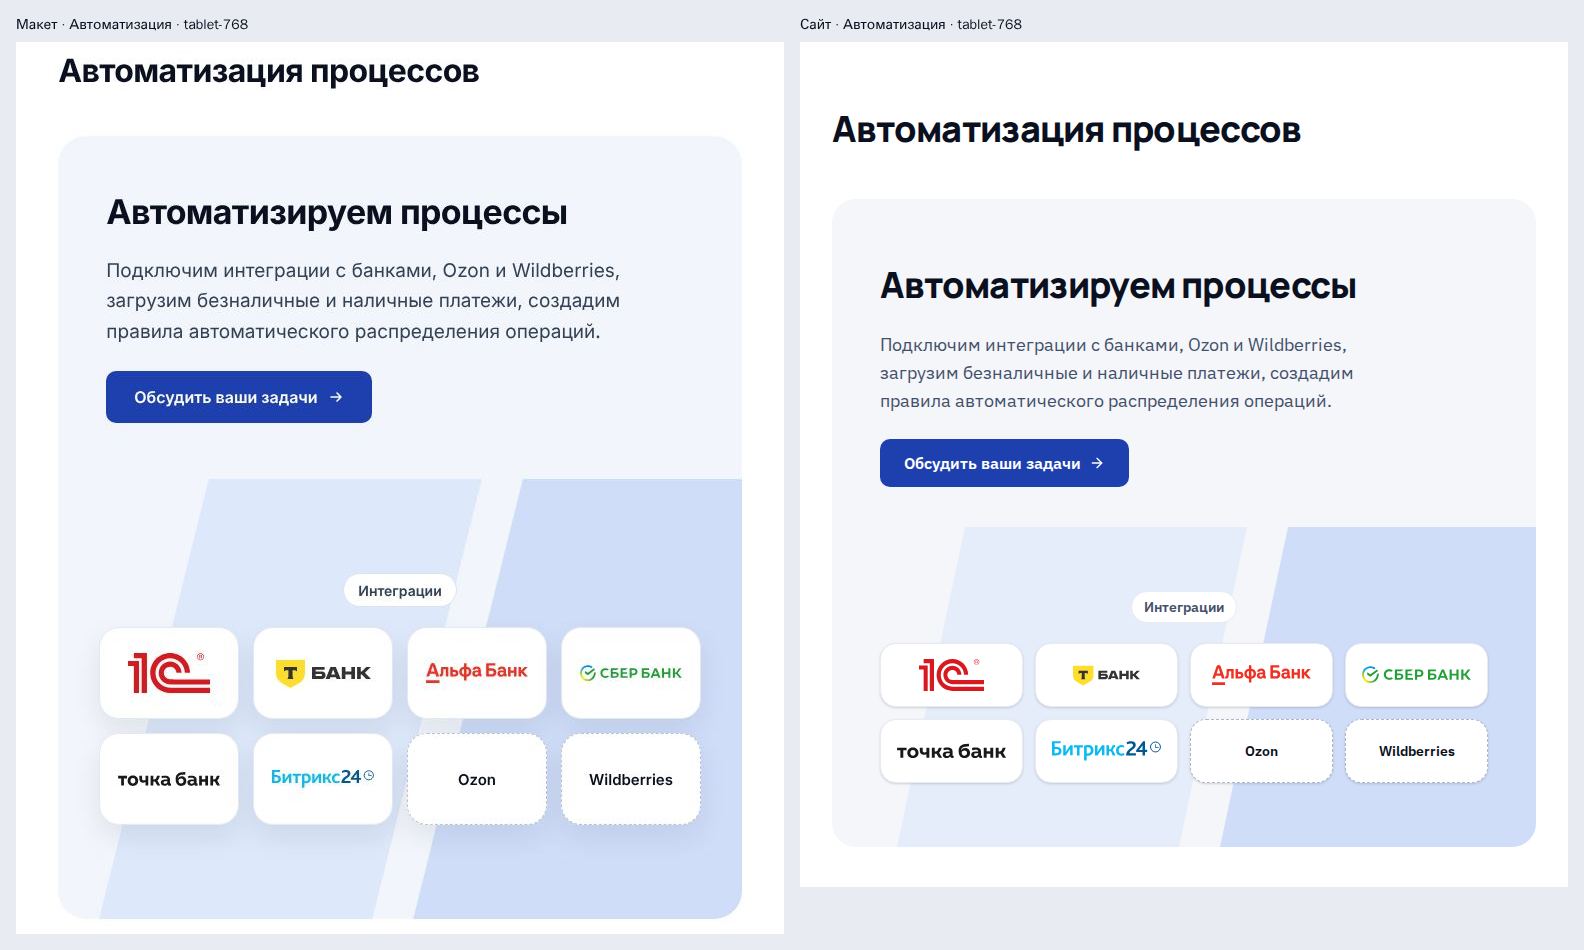 Макет · Автоматизация · tablet-768
Автоматизация процессов
Автоматизируем процессы
Подключим интеграции с банками, Ozon и Wildberries,
загрузим безналичные и наличные платежи, создадим
правила автоматического распределения операций.
Обсудить ваши задачи →
Интеграции
1С ®
Т БАНК
Альфа Банк
СБЕР БАНК
точка банк
Битрикс24
Ozon
Wildberries
Сайт · Автоматизация · tablet-768
Автоматизация процессов
Автоматизируем процессы
Подключим интеграции с банками, Ozon и Wildberries,
загрузим безналичные и наличные платежи, создадим
правила автоматического распределения операций.
Обсудить ваши задачи →
Интеграции
1С ®
Т БАНК
Альфа Банк
СБЕР БАНК
точка банк
Битрикс24
Ozon
Wildberries